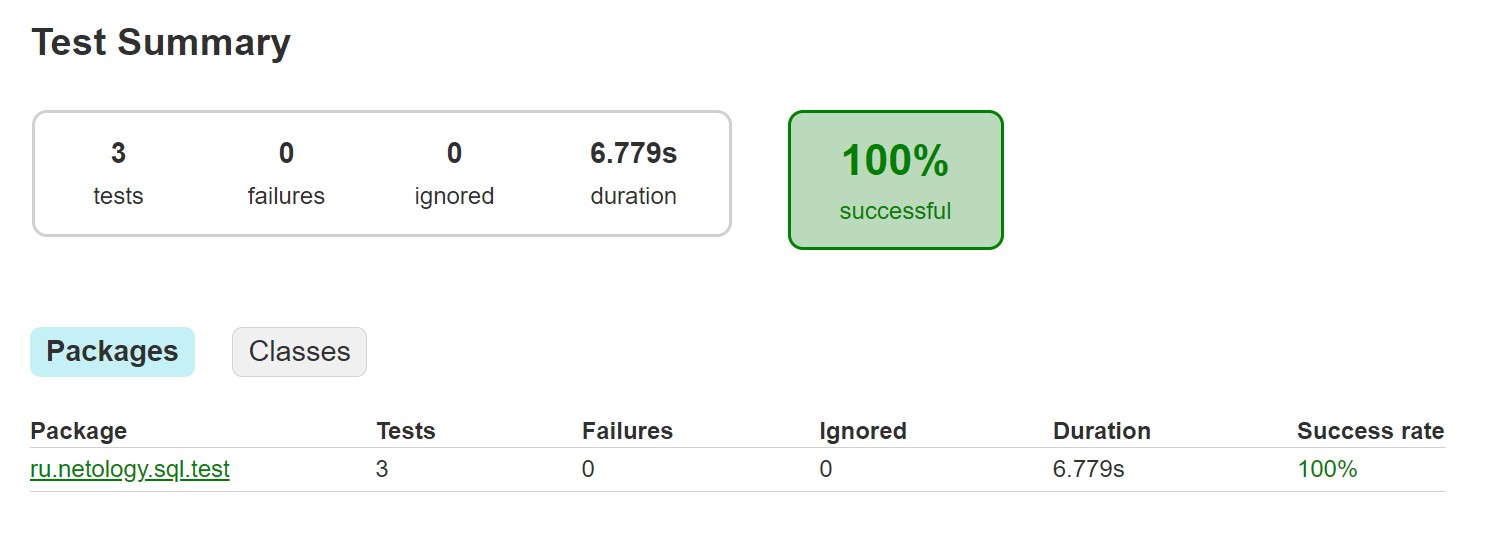 Test Summary
3 0 0 6.779s
tests failures ignored duration
100%
successful
Packages Classes
Package Tests Failures Ignored Duration Success rate
ru.netology.sql.test 3 0 0 6.779s 100%